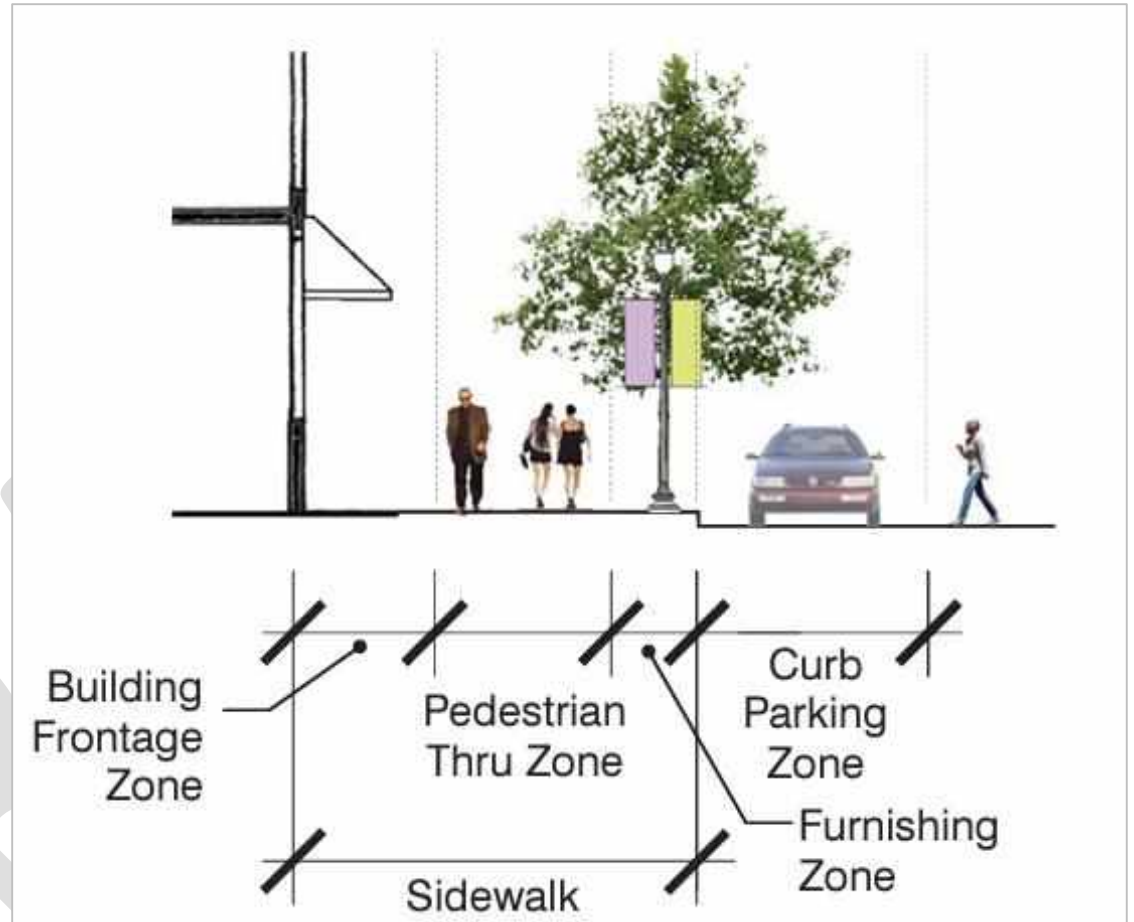 Building
Frontage
Zone
Pedestrian
Thru Zone
Curb
Parking
Zone
Furnishing
Zone
Sidewalk